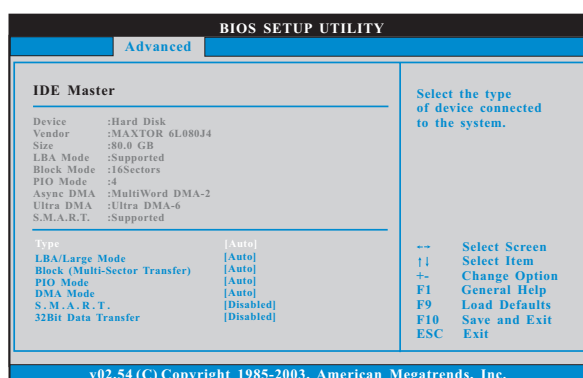 BIOS SETUP UTILITY
Advanced
IDE Master
Device :Hard Disk
Vendor :MAXTOR 6L080J4
Size :80.0 GB
LBA Mode :Supported
Block Mode :16Sectors
PIO Mode :4
Async DMA :MultiWord DMA-2
Ultra DMA :Ultra DMA-6
S.M.A.R.T. :Supported
Type [Auto]
LBA/Large Mode [Auto]
Block (Multi-Sector Transfer) [Auto]
PIO Mode [Auto]
DMA Mode [Auto]
S.M.A.R.T. [Disabled]
32Bit Data Transfer [Disabled]
Select the type
of device connected
to the system.
←→ Select Screen
↑↓ Select Item
+- Change Option
F1 General Help
F9 Load Defaults
F10 Save and Exit
ESC Exit
v02.54 (C) Copyright 1985-2003, American Megatrends, Inc.